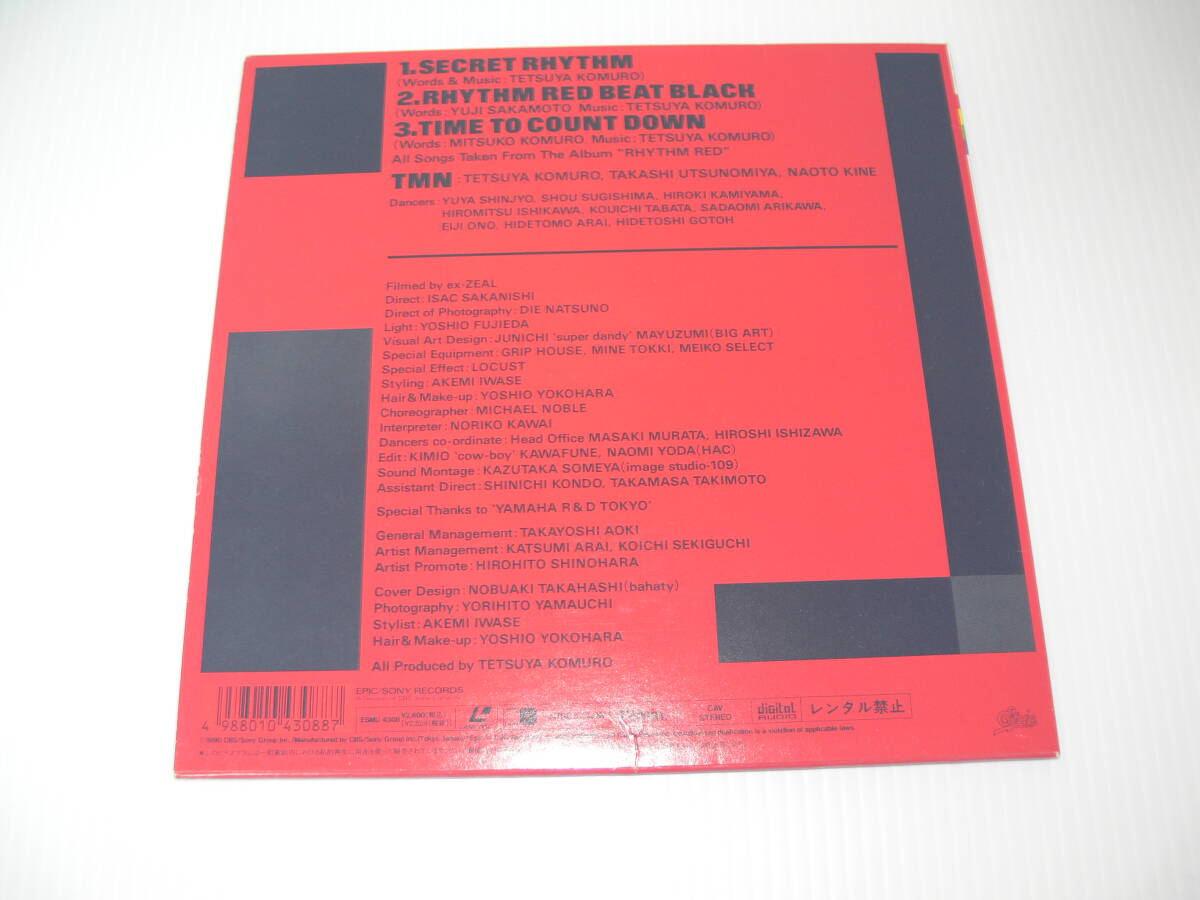 1.SECRET RHYTHM
(Words & Music:TETSUYA KOMURO)
2.RHYTHM RED BEAT BLACK
(Words:YUJI SAKAMOTO Music:TETSUYA KOMURO)
3.TIME TO COUNT DOWN
(Words:MITSUKO KOMURO Music:TETSUYA KOMURO)
All Songs Taken From The Album "RHYTHM RED"
TMN:TETSUYA KOMURO, TAKASHI UTSUNOMIYA, NAOTO KINE
Dancers:YUYA SHINJYO, SHOU SUGISHIMA, HIROKI KAMIYAMA,
HIROMITSU ISHIKAWA, KOUICHI TABATA, SADAOMI ARIKAWA,
EIJI ONO, HIDETOMO ARAI, HIDETOSHI GOTOH
Filmed by ex-ZEAL
Direct:ISAC SAKANISHI
Direct of Photography:DIE NATSUNO
Light:YOSHIO FUJIEDA
Visual Art Design:JUNICHI 'super dandy' MAYUZUMI(BIG ART)
Special Equipment:GRIP HOUSE, MINE TOKKI, MEIKO SELECT
Special Effect:LOCUST
Styling:AKEMI IWASE
Hair&Make-up:YOSHIO YOKOHARA
Choreographer:MICHAEL NOBLE
Interpreter:NORIKO KAWAI
Dancers co-ordinate:Head Office MASAKI MURATA, HIROSHI ISHIZAWA
Edit:KIMIO 'cow-boy' KAWAFUNE, NAOMI YODA(HAC)
Sound Montage:KAZUTAKA SOMEYA(image studio-109)
Assistant Direct:SHINICHI KONDO, TAKAMASA TAKIMOTO
Special Thanks to 'YAMAHA R&D TOKYO'
General Management:TAKAYOSHI AOKI
Artist Management:KATSUMI ARAI, KOICHI SEKIGUCHI
Artist Promote:HIROHITO SHINOHARA
Cover Design:NOBUAKI TAKAHASHI(bahaty)
Photography:YORIHITO YAMAUCHI
Stylist:AKEMI IWASE
Hair&Make-up:YOSHIO YOKOHARA
All Produced by TETSUYA KOMURO
EPIC/SONY RECORDS
4 988010 430887
CAV
STEREO
digital
AUDIO
レンタル禁止
duplication is a violation of applicable laws.
Epic